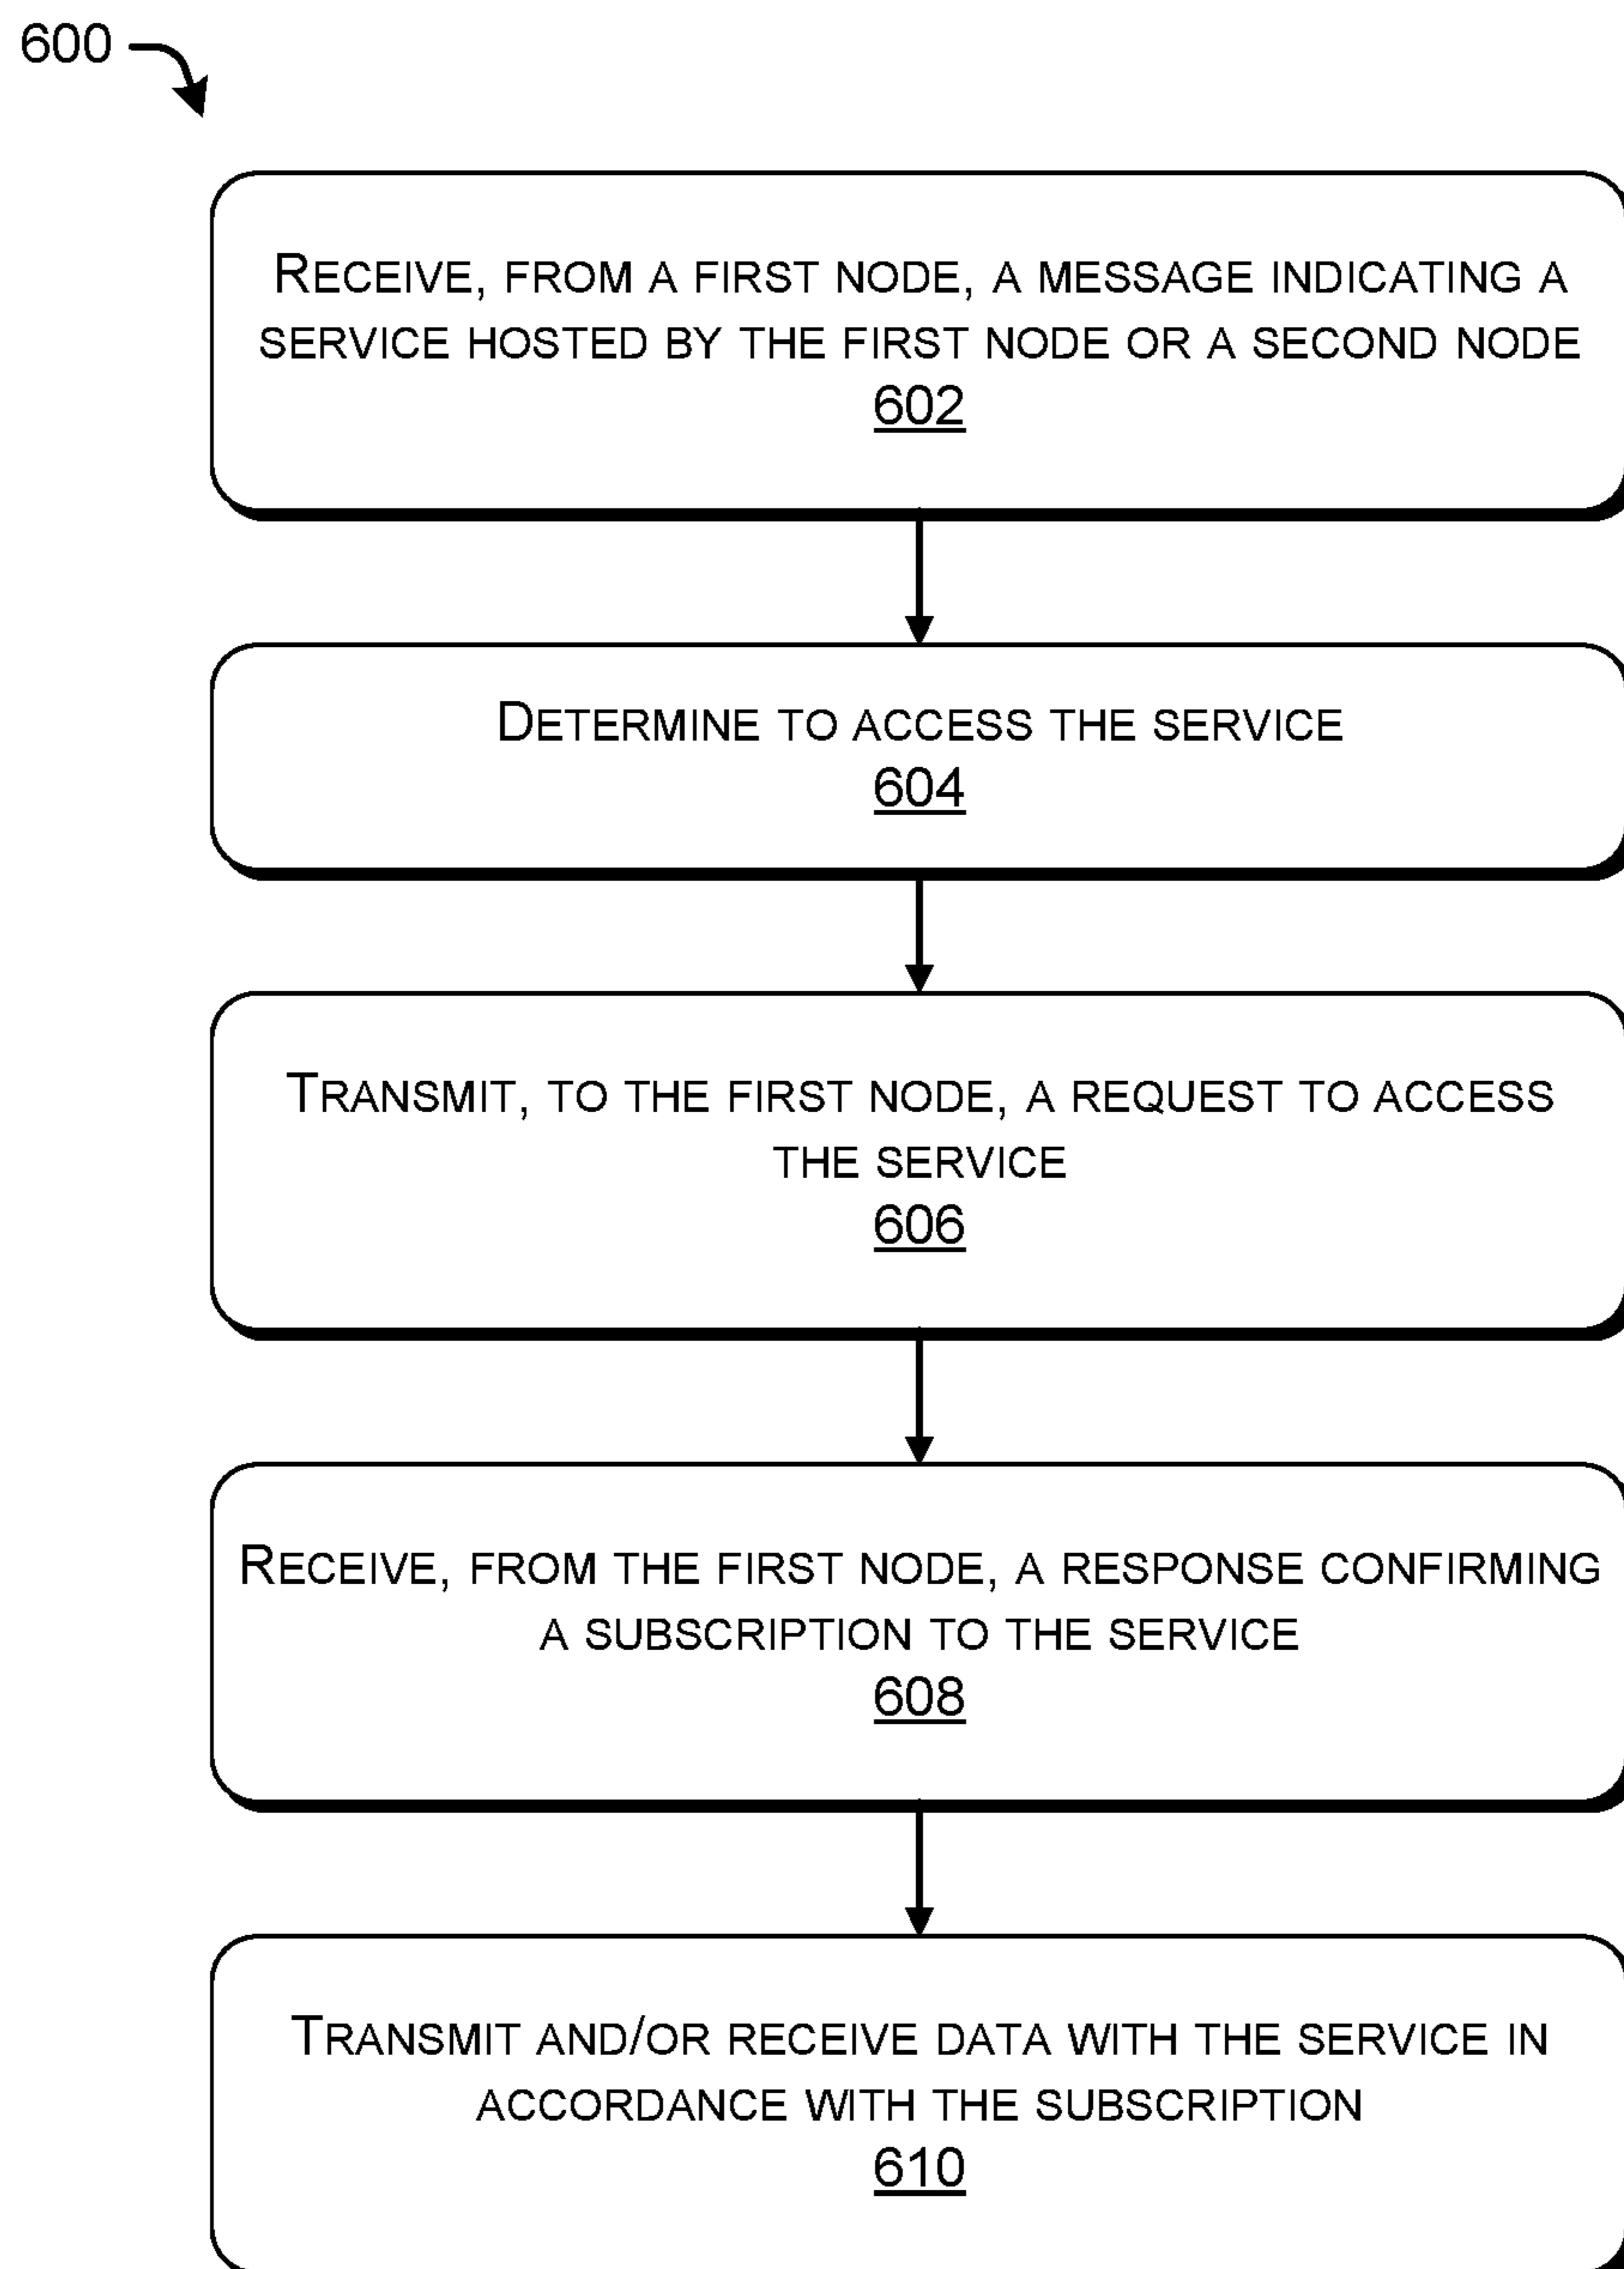 600
RECEIVE, FROM A FIRST NODE, A MESSAGE INDICATING A
SERVICE HOSTED BY THE FIRST NODE OR A SECOND NODE
602
DETERMINE TO ACCESS THE SERVICE
604
TRANSMIT, TO THE FIRST NODE, A REQUEST TO ACCESS
THE SERVICE
606
RECEIVE, FROM THE FIRST NODE, A RESPONSE CONFIRMING
A SUBSCRIPTION TO THE SERVICE
608
TRANSMIT AND/OR RECEIVE DATA WITH THE SERVICE IN
ACCORDANCE WITH THE SUBSCRIPTION
610